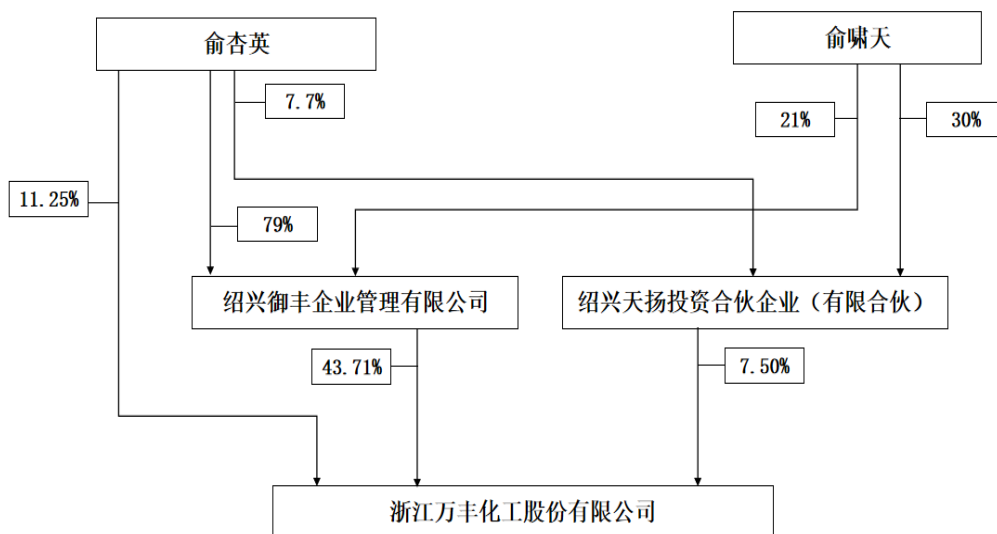 俞杏英
俞啸天
7.7%
21%
30%
11.25%
79%
绍兴御丰企业管理有限公司
绍兴天扬投资合伙企业（有限合伙）
43.71%
7.50%
浙江万丰化工股份有限公司